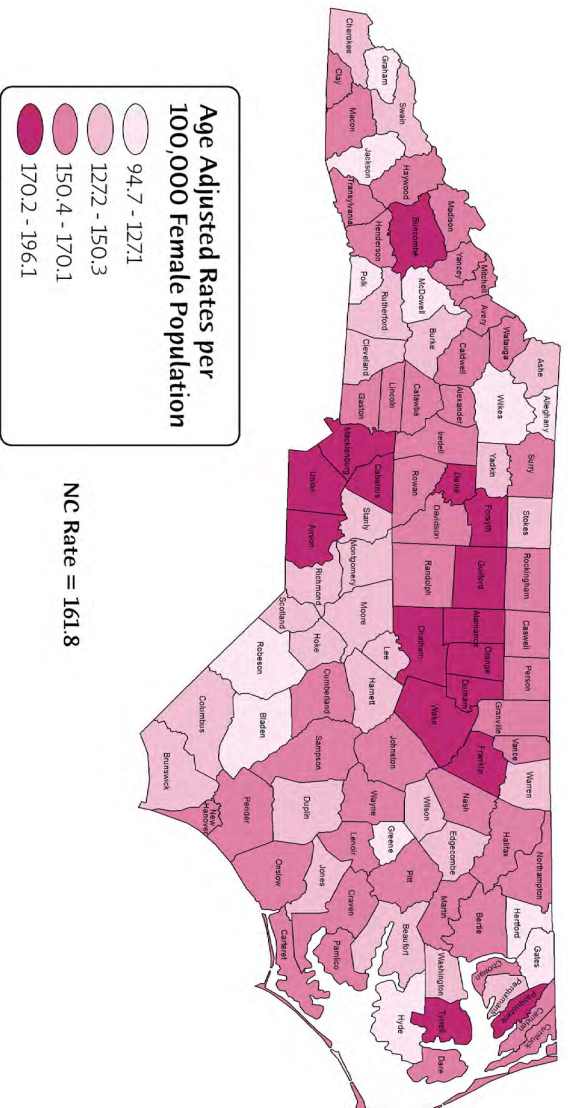 Cherokee
Graham
Swain
Clay
Macon
Jackson
Haywood
Transylvania
Madison
Buncombe
Henderson
Yancey
Mitchell
Avery
McDowell
Polk
Rutherford
Burke
Cleveland
Watauga
Caldwell
Ashe
Alleghany
Wilkes
Alexander
Catawba
Lincoln
Gaston
Surry
Yadkin
Iredell
Mecklenburg
Cabarrus
Union
Stokes
Forsyth
Davie
Rowan
Davidson
Stanly
Anson
Rockingham
Guilford
Randolph
Montgomery
Richmond
Caswell
Alamance
Orange
Chatham
Moore
Lee
Scotland
Hoke
Robeson
Person
Durham
Granville
Vance
Warren
Franklin
Wake
Harnett
Cumberland
Bladen
Columbus
Brunswick
Johnston
Sampson
Pender
New
Hanover
Northampton
Halifax
Nash
Edgecombe
Wilson
Wayne
Greene
Lenoir
Duplin
Jones
Onslow
Hertford
Gates
Bertie
Martin
Pitt
Craven
Carteret
Pamlico
Beaufort
Washington
Chowan
Perquimans
Pasquotank
Camden
Currituck
Tyrrell
Hyde
Dare
Age Adjusted Rates per
100,000 Female Population
94.7 - 127.1
127.2 - 150.3
150.4 - 170.1
170.2 - 196.1
NC Rate = 161.8